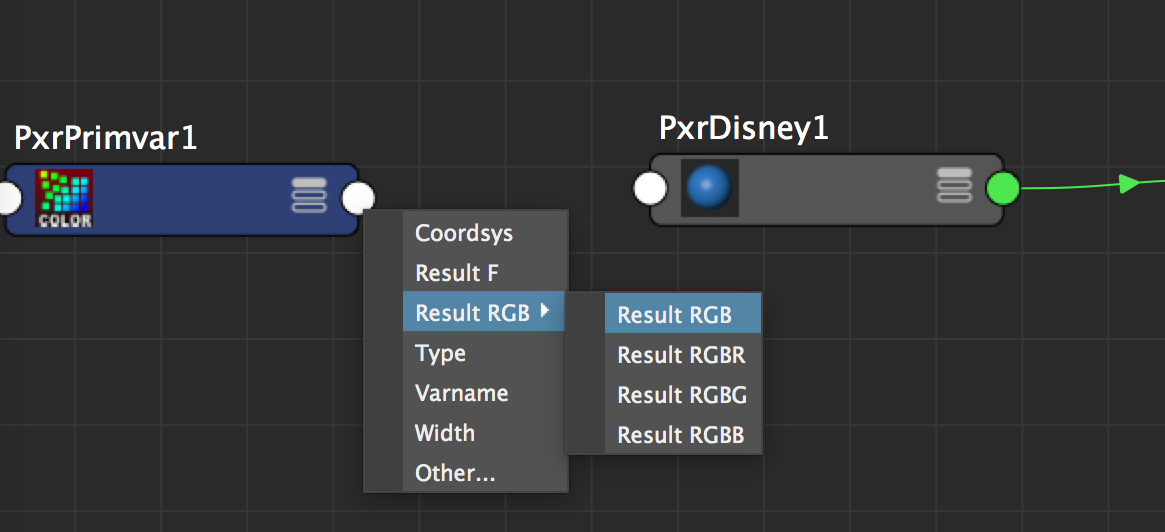 PxrPrimvar1
COLOR
PxrDisney1
Coordsys
Result F
Result RGB
Type
Varname
Width
Other...
Result RGB
Result RGBR
Result RGBG
Result RGBB